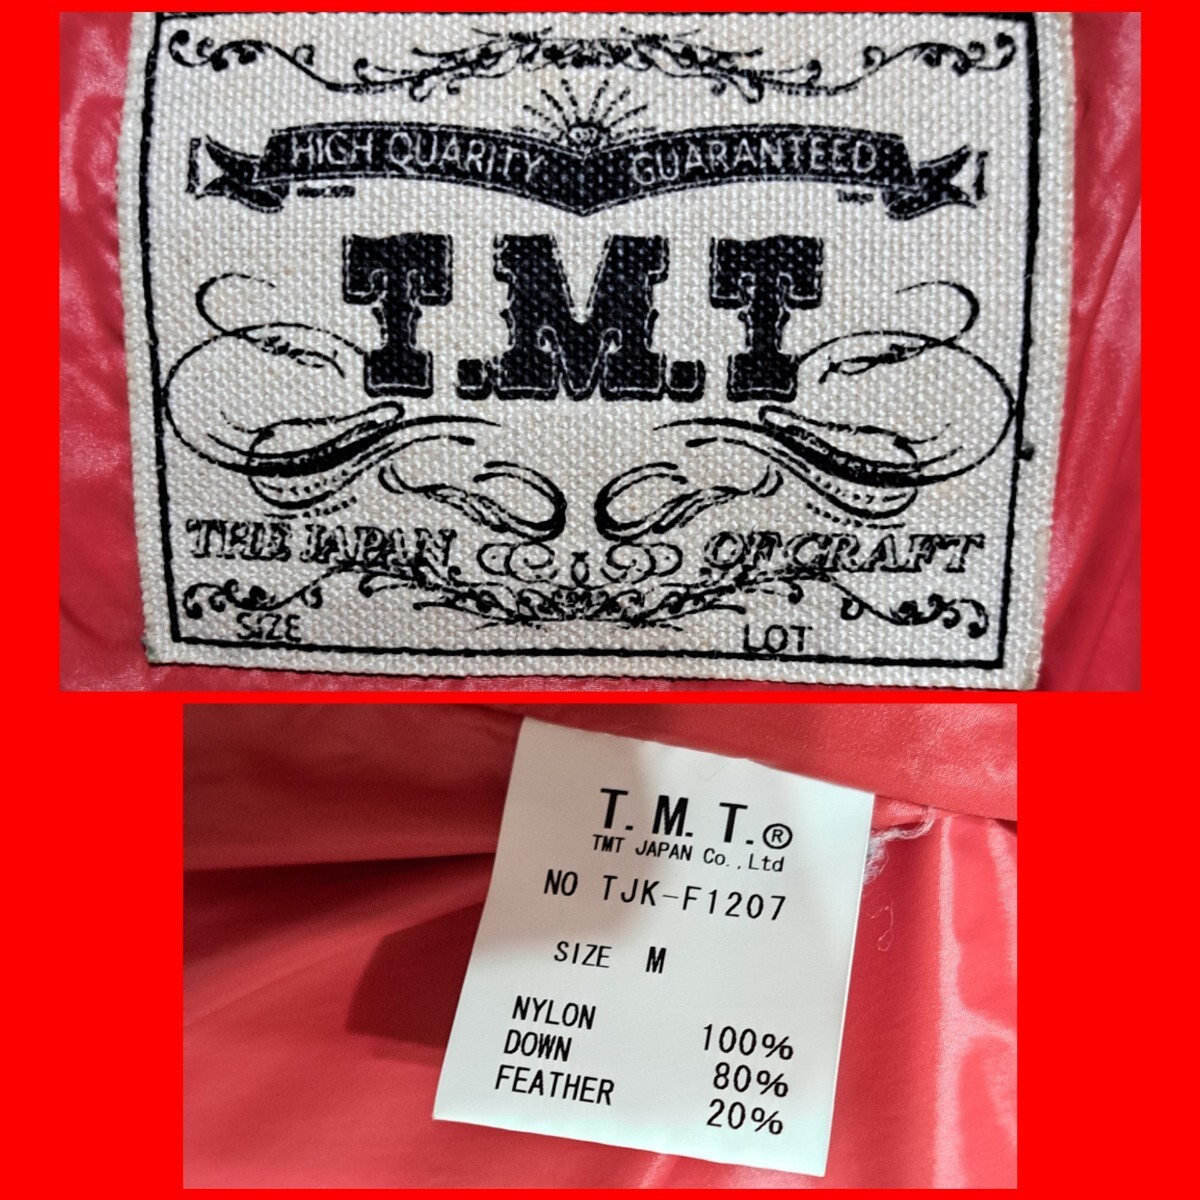 HIGH QUARITY GUARANTEED
T.M.T
THE JAPAN OF CRAFT
SIZE LOT
T. M. T.®
TMT JAPAN Co.,Ltd
NO TJK-F1207
SIZE M
NYLON 100%
DOWN 80%
FEATHER 20%